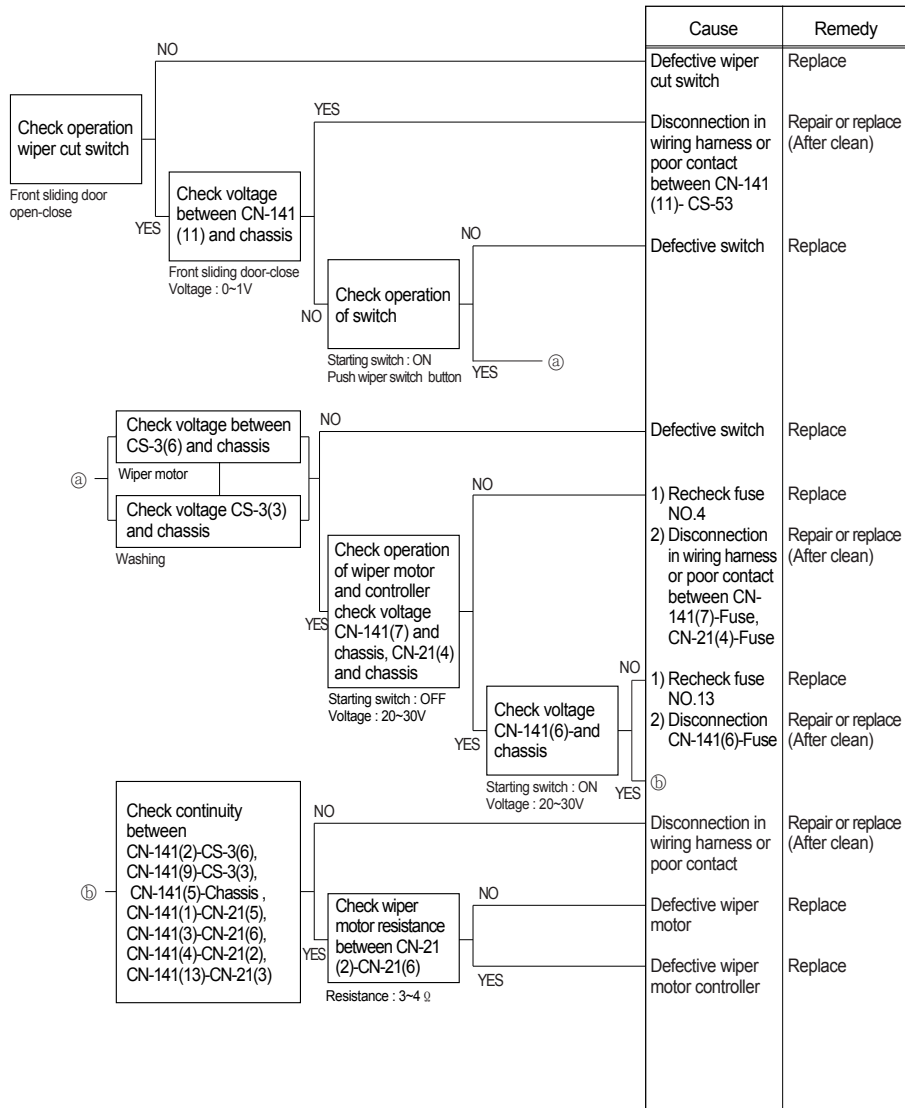 Cause
Remedy
NO
Defective wiper
cut switch
Replace
Check operation
wiper cut switch
Front sliding door
open-close
YES
YES
Disconnection in
wiring harness or
poor contact
between CN-141
(11)- CS-53
Repair or replace
(After clean)
Check voltage
between CN-141
(11) and chassis
Front sliding door-close
Voltage : 0~1V
NO
NO
Defective switch
Replace
Check operation
of switch
Starting switch : ON
Push wiper switch button
YES
ⓐ
ⓐ
Check voltage between
CS-3(6) and chassis
Wiper motor
Check voltage CS-3(3)
and chassis
Washing
NO
Defective switch
Replace
YES
Check operation
of wiper motor
and controller
check voltage
CN-141(7) and
chassis, CN-21(4)
and chassis
Starting switch : OFF
Voltage : 20~30V
NO
1) Recheck fuse
NO.4
Replace
2) Disconnection
in wiring harness
or poor contact
between CN-
141(7)-Fuse,
CN-21(4)-Fuse
Repair or replace
(After clean)
YES
Check voltage
CN-141(6)-and
chassis
Starting switch : ON
Voltage : 20~30V
NO
1) Recheck fuse
NO.13
Replace
2) Disconnection
CN-141(6)-Fuse
Repair or replace
(After clean)
YES
ⓑ
ⓑ
Check continuity
between
CN-141(2)-CS-3(6),
CN-141(9)-CS-3(3),
CN-141(5)-Chassis ,
CN-141(1)-CN-21(5),
CN-141(3)-CN-21(6),
CN-141(4)-CN-21(2),
CN-141(13)-CN-21(3)
NO
Disconnection in
wiring harness or
poor contact
Repair or replace
(After clean)
YES
Check wiper
motor resistance
between CN-21
(2)-CN-21(6)
Resistance : 3~4 Ω
NO
Defective wiper
motor
Replace
YES
Defective wiper
motor controller
Replace